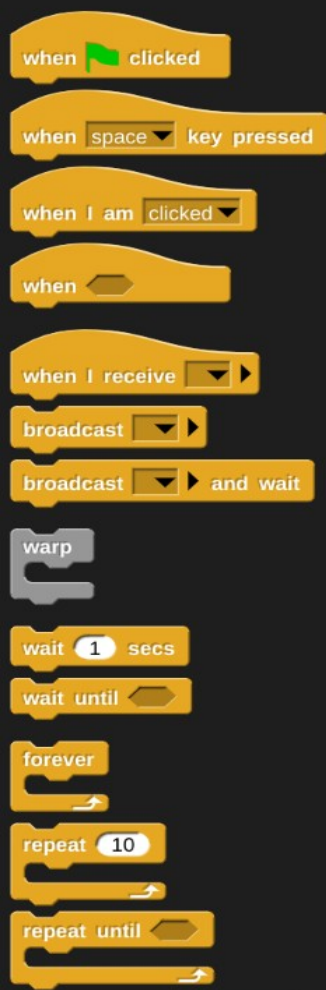 when clicked
when space key pressed
when I am clicked
when
when I receive
broadcast
broadcast and wait
warp
wait 1 secs
wait until
forever
repeat 10
repeat until